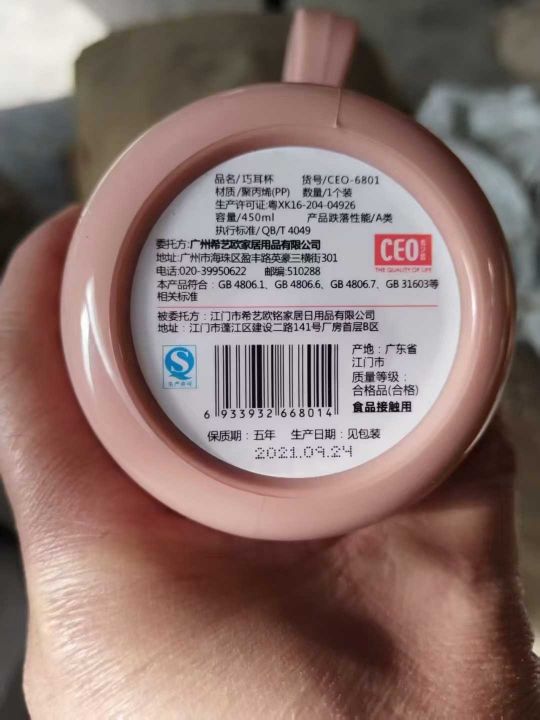 品名/巧耳杯 货号/CEO-6801
材质/聚丙烯(PP) 数量/1个装
生产许可证:粤XK16-204-04926
容量/450ml 产品跌落性能/A类
执行标准/QB/T 4049
委托方:广州希艺欧家居用品有限公司
地址:广州市海珠区盈丰路英豪三横街301
电话:020-39950622 邮编:510288
本产品符合：GB 4806.1、GB 4806.6、GB 4806.7、GB 31603等
相关标准
CEO 希艺欧
THE QUALITY OF LIFE
被委托方：江门市希艺欧铭家居日用品有限公司
地址：江门市蓬江区建设二路141号厂房首层B区
生产许可
6 933932 668014
产地：广东省
江门市
质量等级：
合格品(合格)
食品接触用
保质期：五年 生产日期：见包装
2021.09.24